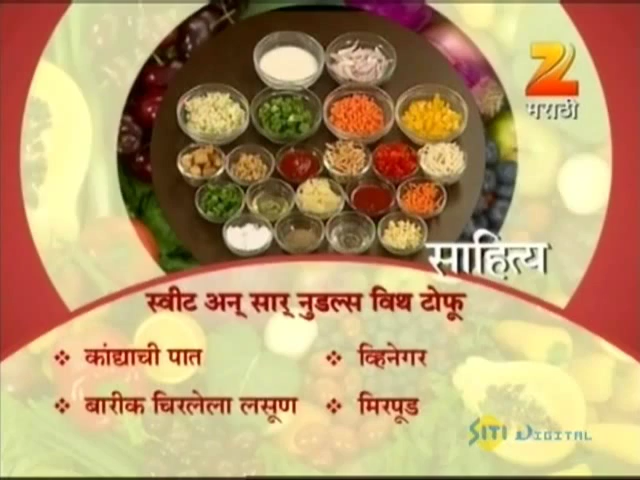 Z
मराठी
साहित्य
स्वीट अन् सार् नुडल्स विथ टोफू
❖ कांद्याची पात
❖ व्हिनेगर
❖ बारीक चिरलेला लसूण
❖ मिरपूड
SITI DIGITAL